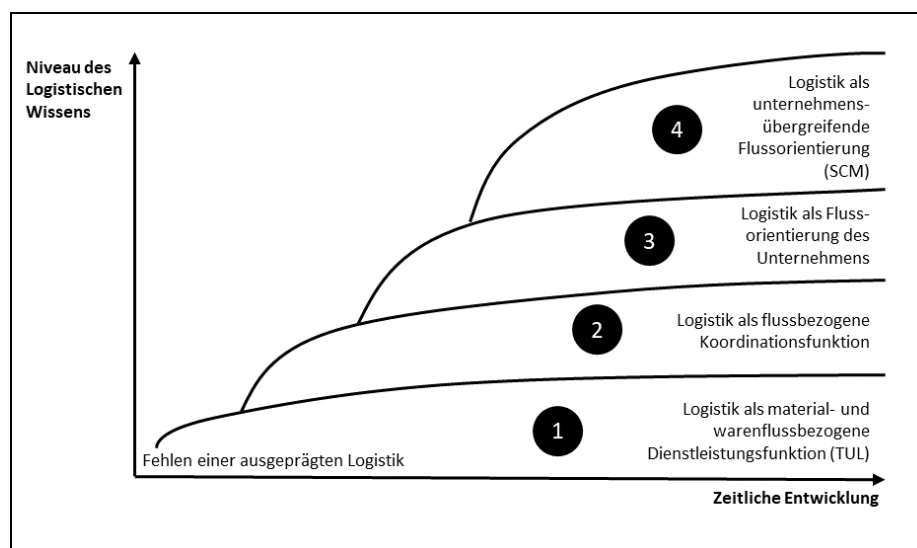 Niveau des
Logistischen
Wissens
Logistik als
unternehmens-
übergreifende
Flussorientierung
(SCM)
4
Logistik als Fluss-
orientierung des
Unternehmens
3
Logistik als flussbezogene
Koordinationsfunktion
2
Logistik als material- und
warenflussbezogene
Dienstleistungsfunktion (TUL)
1
Fehlen einer ausgeprägten Logistik
Zeitliche Entwicklung